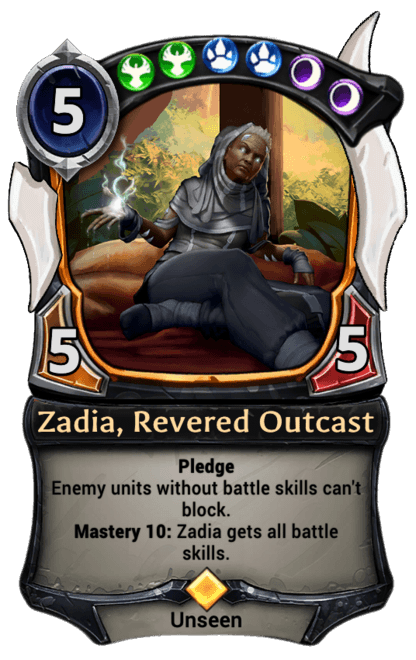 5
5
5
Zadia, Revered Outcast
Pledge
Enemy units without battle skills can't
block.
Mastery 10: Zadia gets all battle
skills.
Unseen